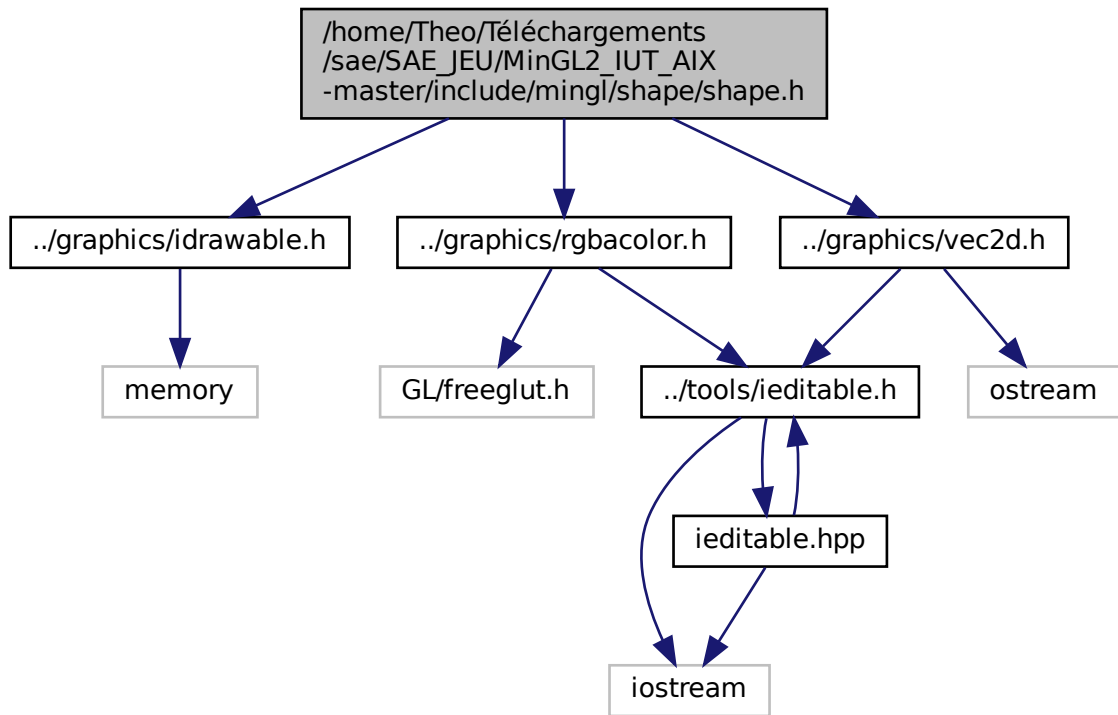 /home/Theo/Téléchargements
/sae/SAE_JEU/MinGL2_IUT_AIX
-master/include/mingl/shape/shape.h
../graphics/idrawable.h
../graphics/rgbacolor.h
../graphics/vec2d.h
memory
GL/freeglut.h
../tools/ieditable.h
ostream
ieditable.hpp
iostream